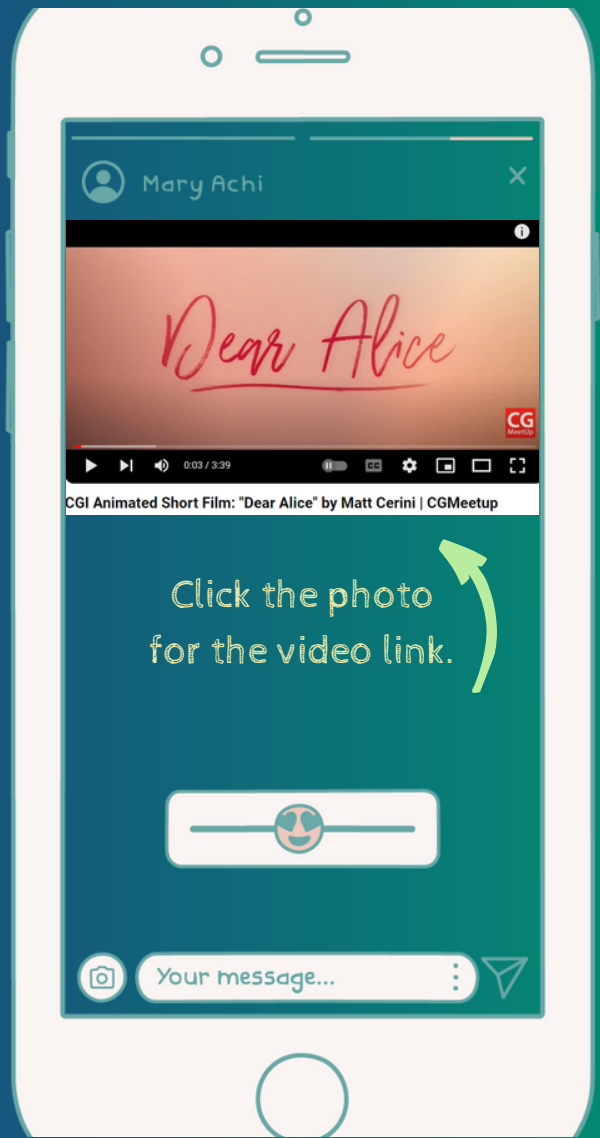 Mary Achi
i
Dear Alice
CG
MeetUp
0:03 / 3:39
CC
CGI Animated Short Film: "Dear Alice" by Matt Cerini | CGMeetup
Click the photo
for the video link.
Your message...